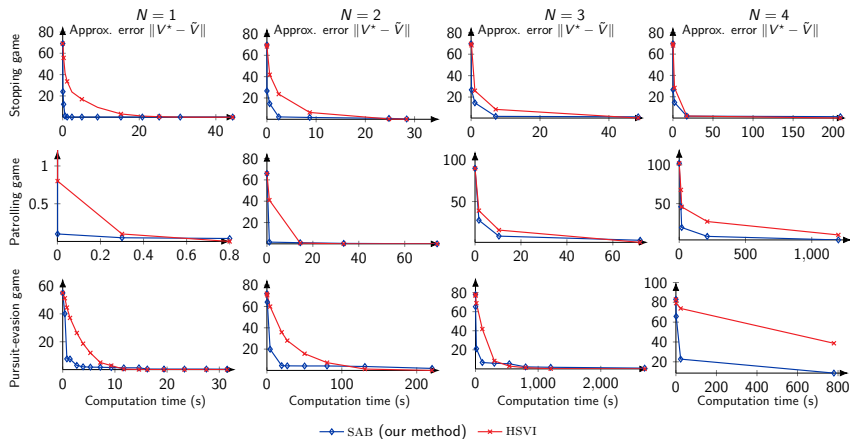 N = 1 N = 2 N = 3 N = 4
Approx. error ∥V⋆ − Ṽ∥ Approx. error ∥V⋆ − Ṽ∥ Approx. error ∥V⋆ − Ṽ∥ Approx. error ∥V⋆ − Ṽ∥
Stopping game
80 60 40 20
0 20 40
80 60 40 20
0 10 20 30
80 60 40 20
0 20 40
80 60 40 20
0 50 100 150 200
Patrolling game
1 0.5
0 0.2 0.4 0.6 0.8
80 60 40 20
0 20 40 60
100 50
0 20 40 60
100 50
0 500 1,000
Pursuit-evasion game
60 40 20
0 10 20 30
80 60 40 20
0 100 200
80 60 40 20
0 1,000 2,000
100 80 60 40 20
0 200 400 600 800
Computation time (s) Computation time (s) Computation time (s) Computation time (s)
SAB (our method) HSVI